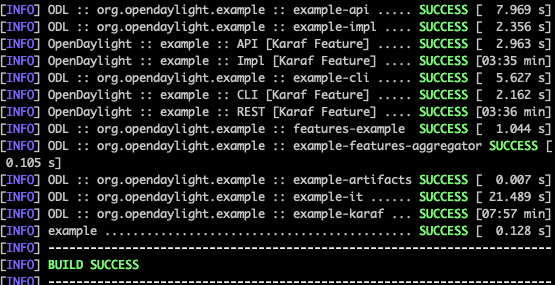 [INFO] ODL :: org.opendaylight.example :: example-api ..... SUCCESS [  7.969 s]
[INFO] ODL :: org.opendaylight.example :: example-impl .... SUCCESS [  2.356 s]
[INFO] OpenDaylight :: example :: API [Karaf Feature] ..... SUCCESS [  2.963 s]
[INFO] OpenDaylight :: example :: Impl [Karaf Feature] .... SUCCESS [03:35 min]
[INFO] ODL :: org.opendaylight.example :: example-cli ..... SUCCESS [  5.627 s]
[INFO] OpenDaylight :: example :: CLI [Karaf Feature] ..... SUCCESS [  2.162 s]
[INFO] OpenDaylight :: example :: REST [Karaf Feature] .... SUCCESS [03:36 min]
[INFO] ODL :: org.opendaylight.example :: features-example  SUCCESS [  1.044 s]
[INFO] ODL :: org.opendaylight.example :: example-features-aggregator SUCCESS [
 0.105 s]
[INFO] ODL :: org.opendaylight.example :: example-artifacts SUCCESS [  0.007 s]
[INFO] ODL :: org.opendaylight.example :: example-it ...... SUCCESS [ 21.489 s]
[INFO] ODL :: org.opendaylight.example :: example-karaf ... SUCCESS [07:57 min]
[INFO] example ............................................ SUCCESS [  0.128 s]
[INFO] ------------------------------------------------------------------------
[INFO] BUILD SUCCESS
[INFO] ------------------------------------------------------------------------